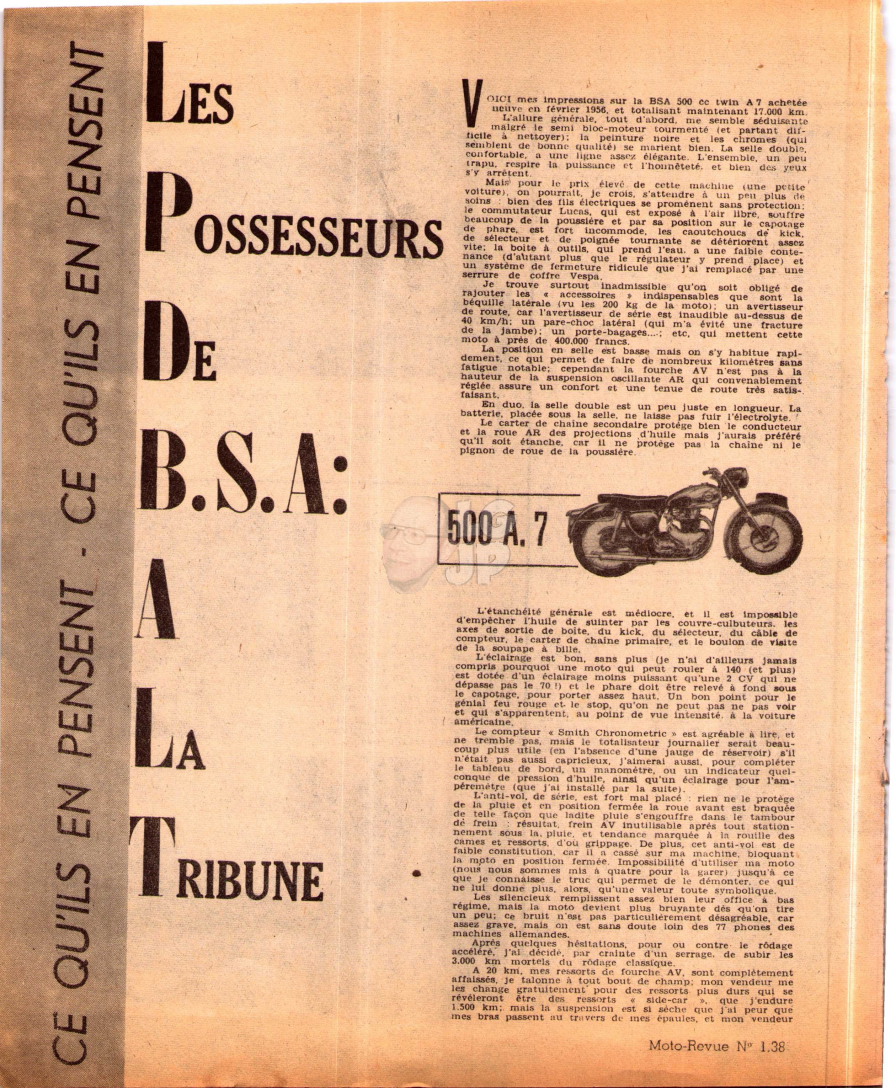 CE QU'ILS EN PENSENT - CE QU'ILS EN PENSENT
LES
POSSESSEURS
DE
B.S.A:
A
LA
TRIBUNE
VOICI mes impressions sur la BSA 500 cc twin A 7 achetée
neuve en février 1956, et totalisant maintenant 17.000 km.
L'allure générale, tout d'abord, me semble séduisante
malgré le semi bloc-moteur tourmenté (et partant dif-
ficile à nettoyer); la peinture noire et les chromes (qui
semblent de bonne qualité) se marient bien. La selle double,
confortable, a une ligne assez élégante. L'ensemble, un peu
trapu, respire la puissance et l'honnêteté, et bien des yeux
s'y arrêtent.
Mais pour le prix élevé de cette machine (une petite
voiture), on pourrait, je crois, s'attendre à un peu plus de
soins : bien des fils électriques se promènent sans protection;
le commutateur Lucas, qui est exposé à l'air libre, souffre
beaucoup de la poussière et par sa position sur le capotage
de phare, est fort incommode, les caoutchoucs de kick,
de sélecteur et de poignée tournante se détériorent assez
vite; la boîte à outils, qui prend l'eau, a une faible conte-
nance (d'autant plus que le régulateur y prend place) et
un système de fermeture ridicule que j'ai remplacé par une
serrure de coffre Vespa.
Je trouve surtout inadmissible qu'on soit obligé de
rajouter les « accessoires » indispensables que sont la
béquille latérale (vu les 200 kg de la moto); un avertisseur
de route, car l'avertisseur de série est inaudible au-dessus de
40 km/h; un pare-choc latéral (qui m'a évité une fracture
de la jambe); un porte-bagages...; etc, qui mettent cette
moto à près de 400.000 francs.
La position en selle est basse mais on s'y habitue rapi-
dement, ce qui permet de faire de nombreux kilomètres sans
fatigue notable; cependant la fourche AV n'est pas à la
hauteur de la suspension oscillante AR qui convenablement
réglée assure un confort et une tenue de route très satis-
faisant.
En duo, la selle double est un peu juste en longueur. La
batterie, placée sous la selle, ne laisse pas fuir l'électrolyte.
Le carter de chaîne secondaire protège bien le conducteur
et la roue AR des projections d'huile mais j'aurais préféré
qu'il soit étanche, car il ne protège pas la chaîne ni le
pignon de roue de la poussière.
500 A. 7
JP
L'étanchéité générale est médiocre, et il est impossible
d'empêcher l'huile de suinter par les couvre-culbuteurs, les
axes de sortie de boîte, du kick, du sélecteur, du câble de
compteur, le carter de chaîne primaire, et le boulon de visite
de la soupape à bille.
L'éclairage est bon, sans plus (je n'ai d'ailleurs jamais
compris pourquoi une moto qui peut rouler à 140 (et plus)
est dotée d'un éclairage moins puissant qu'une 2 CV qui ne
dépasse pas le 70 !) et le phare doit être relevé à fond sous
le capotage, pour porter assez haut. Un bon point pour le
génial feu rouge et le stop, qu'on ne peut pas ne pas voir
et qui s'apparentent, au point de vue intensité, à la voiture
américaine.
Le compteur « Smith Chronometric » est agréable à lire, et
ne tremble pas, mais le totalisateur journalier serait beau-
coup plus utile (en l'absence d'une jauge de réservoir) s'il
n'était pas aussi capricieux, j'aimerai aussi, pour compléter
le tableau de bord, un manomètre, ou un indicateur quel-
conque de pression d'huile, ainsi qu'un éclairage pour l'am-
pèremètre (que j'ai installé par la suite).
L'anti-vol, de série, est fort mal placé : rien ne le protège
de la pluie et en position fermée la roue avant est braquée
de telle façon que ladite pluie s'engouffre dans le tambour
de frein : résultat, frein AV inutilisable après tout station-
nement sous la pluie, et tendance marquée à la rouille des
cames et ressorts, d'où grippage. De plus, cet anti-vol est de
faible constitution, car il a cassé sur ma machine, bloquant
la moto en position fermée. Impossibilité d'utiliser ma moto
(nous nous sommes mis à quatre pour la garer) jusqu'à ce
que je connaisse le truc qui permet de le démonter, ce qui
ne lui donne plus, alors, qu'une valeur toute symbolique.
Les silencieux remplissent assez bien leur office à bas
régime, mais la moto devient plus bruyante dès qu'on tire
un peu; ce bruit n'est pas particulièrement désagréable, car
assez grave, mais on est sans doute loin des 77 phones des
machines allemandes.
Après quelques hésitations, pour ou contre le rôdage
accéléré, j'ai décidé, par crainte d'un serrage, de subir les
3.000 km mortels du rôdage classique.
A 20 km, mes ressorts de fourche AV, sont complètement
affaissés, je talonne à tout bout de champ; mon vendeur me
les change gratuitement pour des ressorts plus durs qui se
révéleront être des ressorts « side-car », que j'endure
1.500 km; mais la suspension est si sèche que j'ai peur que
mes bras passent au travers de mes épaules, et mon vendeur
Moto-Revue N° 1.38